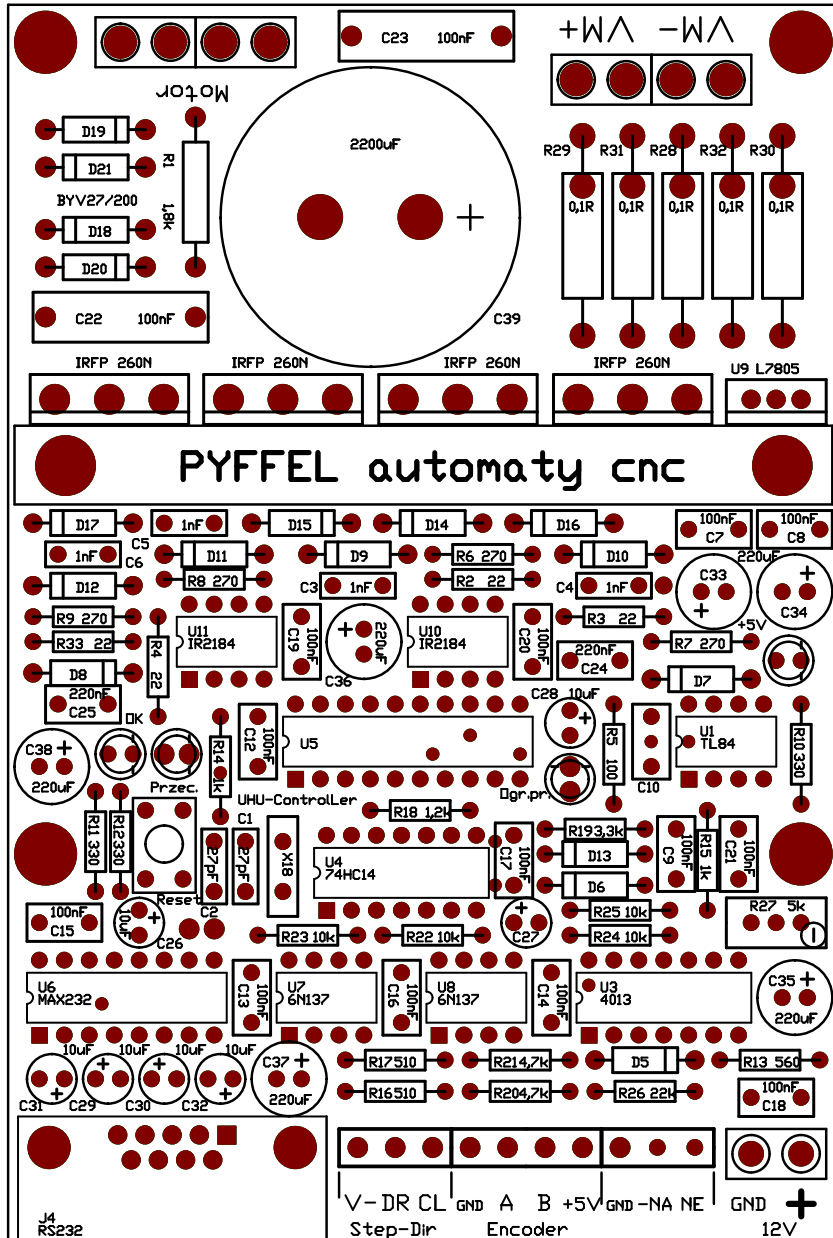 C23 100nF
VM+ VM-
Motor
D19
D21
BYV27/200
D18
D20
R1 1,8k
2200uF
C39
R29 R31 R28 R32 R30
0,1R 0,1R 0,1R 0,1R 0,1R
C22 100nF
IRFP 260N IRFP 260N IRFP 260N IRFP 260N U9 L7805
PYFFEL automaty cnc
D17 C5 1nF D15 D14 D16 100nF C7 100nF C8
1nF C6 D11 D9 R6 270 D10 220uF
D12 R8 270 C3 1nF R2 22 C4 1nF C33 C34
R9 270 U11 IR2184 C19 100nF 220uF U10 IR2184 C20 100nF R3 22 +5V
R33 22 R4 22 R7 270
D8 C36 220nF C24 D7
220nF C25
OK C12 100nF U5 C28 10uF R5 100 C10 U1 TL84 R10 330
C38 220uF R14 1k
Przec. Ogr.pr.
UHU-ControlLer
R11 330 R12 330 27pF 27pF C1 C2 X18 R18 1,2k
U4 74HC14 C17 100nF R19 3,3k C9 100nF R15 1k C21 100nF
D13
D6
Reset
100nF C15 10uF C26 C27 R25 10k R27 5k
R23 10k R22 10k R24 10k
U6 MAX232 C13 100nF U7 6N137 C16 100nF U8 6N137 C14 100nF U3 4013 C35 220uF
10uF 10uF 10uF 10uF C37 220uF
C31 C29 C30 C32
R17 510 R21 4,7k D5 R13 560
R16 510 R20 4,7k R26 22k 100nF C18
V- DR CL GND A B +5V GND -NA NE GND +
Step-Dir Encoder 12V
J4
RS232